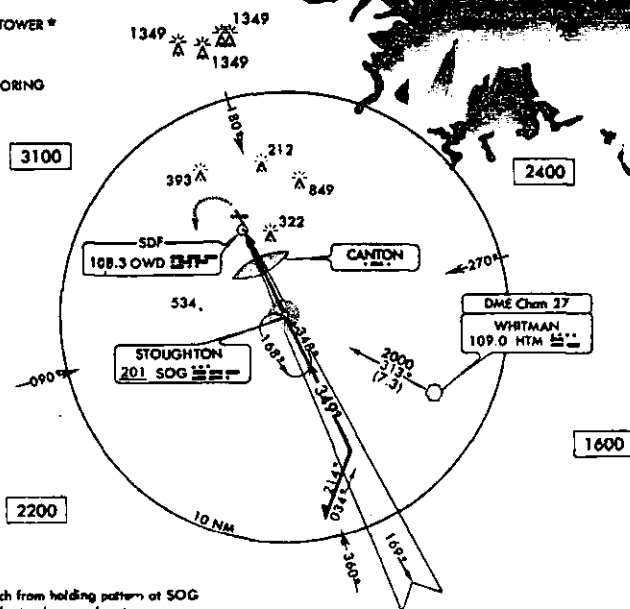 TOWER *
1349
1349
1349
ORING
180°
3100
393
212
849
2400
322
SDF
108.3 OWD
CANTON
270°
534
DME Chan 27
WHITMAN
109.0 HTM
STOUGHTON
201 SOG
168°
348°
2000
313°
(7.3)
090°
349°
1600
214°
034°
2200
10 NM
360°
169°
ch from holding pattern at SOG